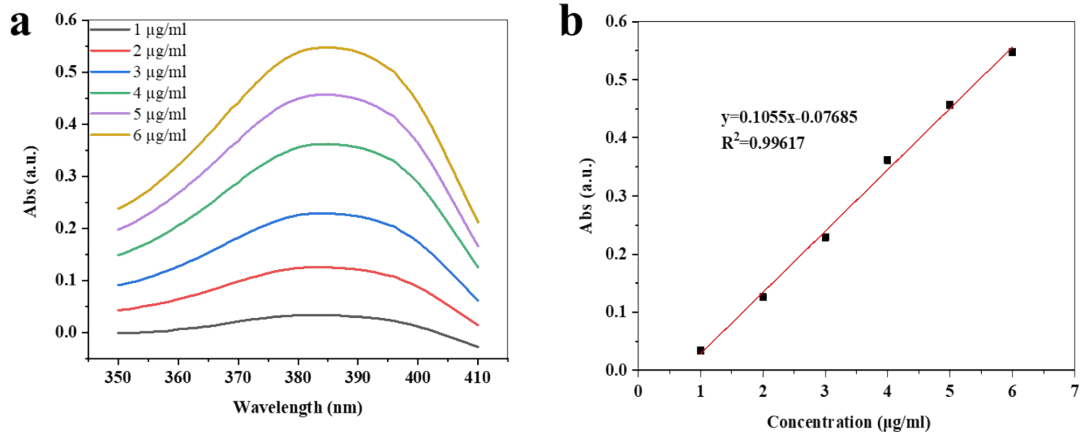 a
0.6
0.5
0.4
0.3
0.2
0.1
0.0
Abs (a.u.)
1 µg/ml
2 µg/ml
3 µg/ml
4 µg/ml
5 µg/ml
6 µg/ml
350 360 370 380 390 400 410
Wavelength (nm)
b
0.6
0.5
0.4
0.3
0.2
0.1
0.0
Abs (a.u.)
y=0.1055x-0.07685
R²=0.99617
0 1 2 3 4 5 6 7
Concentration (µg/ml)